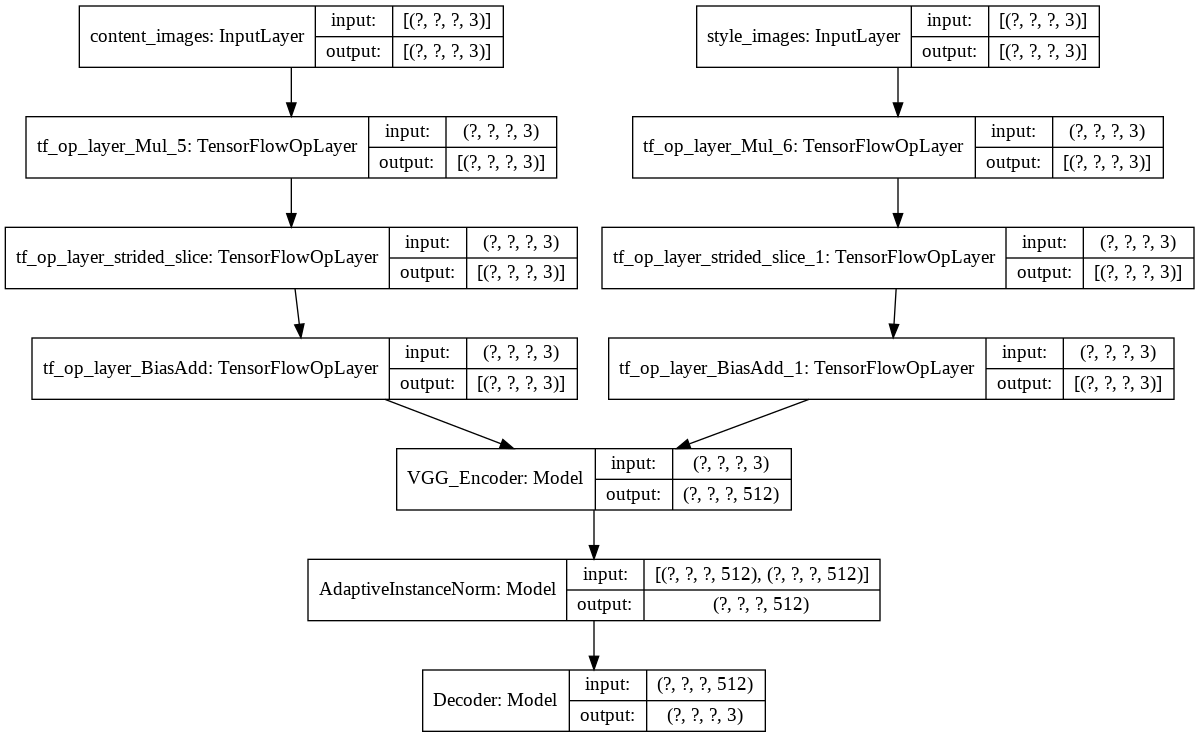 content_images: InputLayer
input: [(?, ?, ?, 3)]
output: [(?, ?, ?, 3)]
style_images: InputLayer
input: [(?, ?, ?, 3)]
output: [(?, ?, ?, 3)]
tf_op_layer_Mul_5: TensorFlowOpLayer
input: (?, ?, ?, 3)
output: [(?, ?, ?, 3)]
tf_op_layer_Mul_6: TensorFlowOpLayer
input: (?, ?, ?, 3)
output: [(?, ?, ?, 3)]
tf_op_layer_strided_slice: TensorFlowOpLayer
input: (?, ?, ?, 3)
output: [(?, ?, ?, 3)]
tf_op_layer_strided_slice_1: TensorFlowOpLayer
input: (?, ?, ?, 3)
output: [(?, ?, ?, 3)]
tf_op_layer_BiasAdd: TensorFlowOpLayer
input: (?, ?, ?, 3)
output: [(?, ?, ?, 3)]
tf_op_layer_BiasAdd_1: TensorFlowOpLayer
input: (?, ?, ?, 3)
output: [(?, ?, ?, 3)]
VGG_Encoder: Model
input: (?, ?, ?, 3)
output: (?, ?, ?, 512)
AdaptiveInstanceNorm: Model
input: [(?, ?, ?, 512), (?, ?, ?, 512)]
output: (?, ?, ?, 512)
Decoder: Model
input: (?, ?, ?, 512)
output: (?, ?, ?, 3)